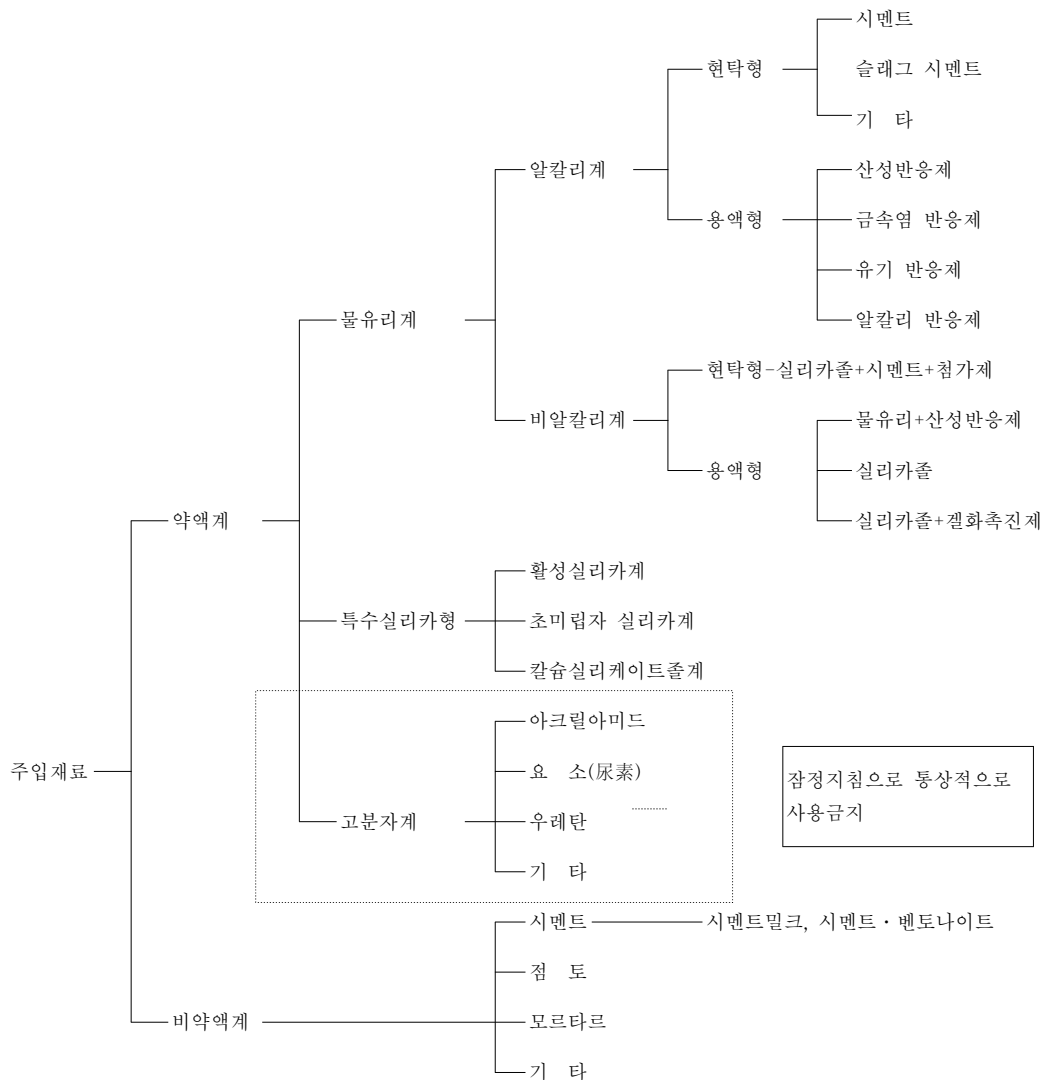 시멘트
현탁형
슬래그 시멘트
기 타
알칼리계
산성반응제
용액형
금속염 반응제
유기 반응제
물유리계
알칼리 반응제
현탁형-실리카졸+시멘트+첨가제
비알칼리계
물유리+산성반응제
용액형
실리카졸
약액계
실리카졸+겔화촉진제
활성실리카계
특수실리카형
초미립자 실리카계
칼슘실리케이트졸계
아크릴아미드
주입재료
요 소(尿素)
잠정지침으로 통상적으로
사용금지
고분자계
우레탄
기 타
시멘트
시멘트밀크, 시멘트·벤토나이트
점 토
비약액계
모르타르
기 타